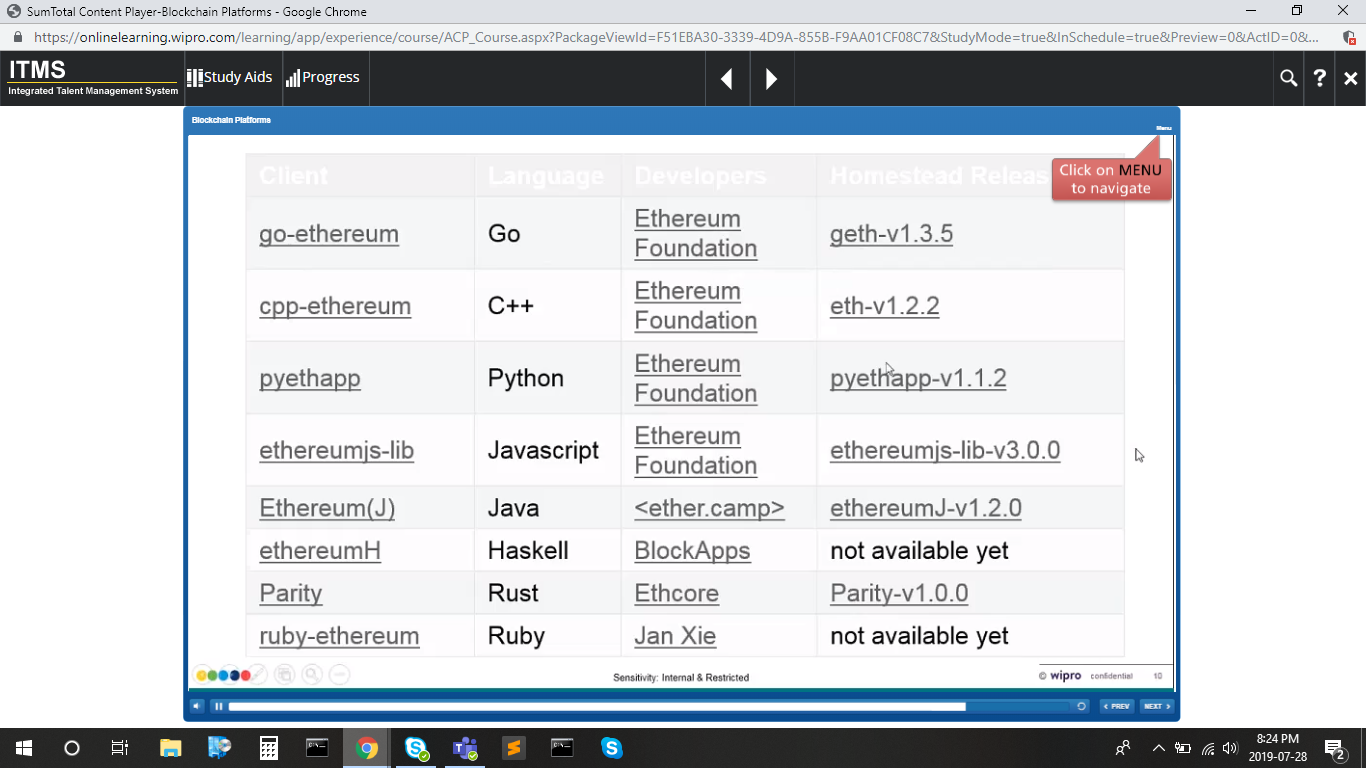 SumTotal Content Player-Blockchain Platforms - Google Chrome
https://onlinelearning.wipro.com/learning/app/experience/course/ACP_Course.aspx?PackageViewId=F51EBA30-3339-4D9A-855B-F9AA01CF08C7&StudyMode=true&InSchedule=true&Preview=0&ActID=0&...
ITMS
Integrated Talent Management System
Study Aids
Progress
?
Blockchain Platforms
Menu
Click on MENU
to navigate
Client Language Developers Homestead Releas
go-ethereum Go Ethereum Foundation geth-v1.3.5
cpp-ethereum C++ Ethereum Foundation eth-v1.2.2
pyethapp Python Ethereum Foundation pyethapp-v1.1.2
ethereumjs-lib Javascript Ethereum Foundation ethereumjs-lib-v3.0.0
Ethereum(J) Java <ether.camp> ethereumJ-v1.2.0
ethereumH Haskell BlockApps not available yet
Parity Rust Ethcore Parity-v1.0.0
ruby-ethereum Ruby Jan Xie not available yet
Sensitivity: Internal & Restricted
© wipro confidential 10
< PREV NEXT >
8:24 PM
2019-07-28
2